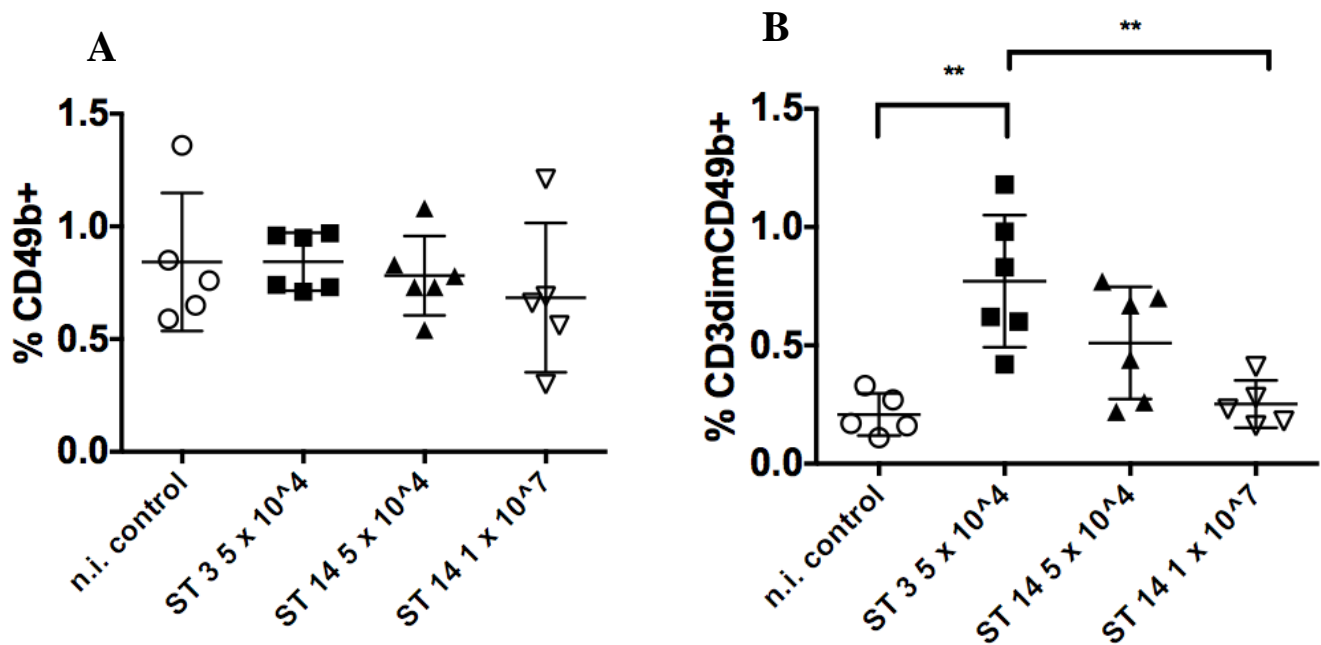 A
% CD49b+
1.5
1.0
0.5
0.0
n.i. control
ST 3 5 x 10^4
ST 14 5 x 10^4
ST 14 1 x 10^7
B
**
**
% CD3dimCD49b+
1.5
1.0
0.5
0.0
n.i. control
ST 3 5 x 10^4
ST 14 5 x 10^4
ST 14 1 x 10^7